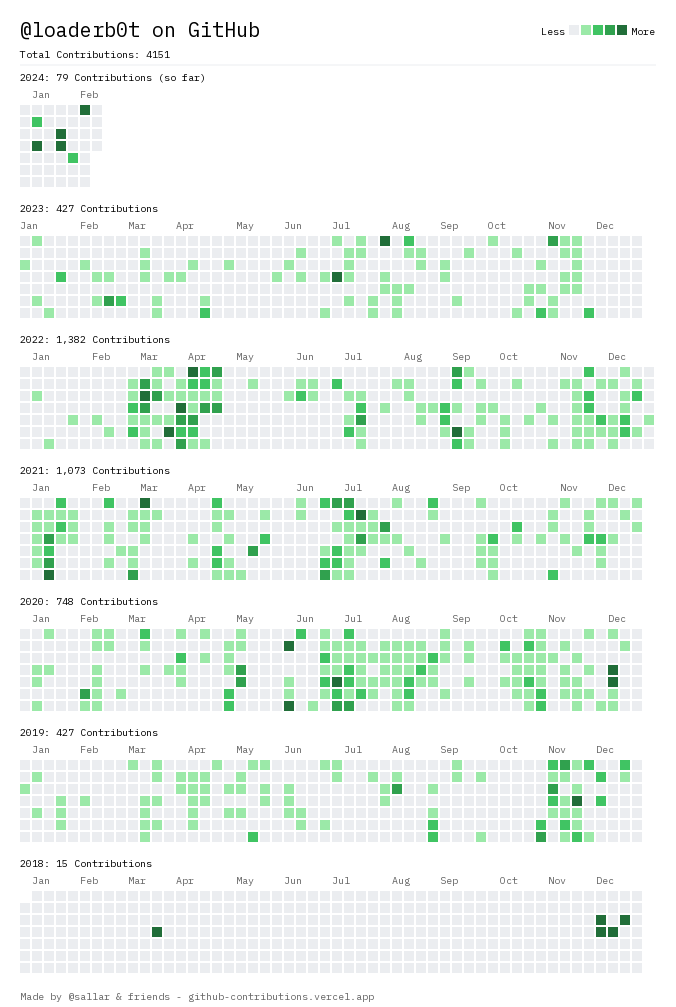 @loaderb0t on GitHub
Less More
Total Contributions: 4151
2024: 79 Contributions (so far)
Jan Feb
2023: 427 Contributions
Jan Feb Mar Apr May Jun Jul Aug Sep Oct Nov Dec
2022: 1,382 Contributions
Jan Feb Mar Apr May Jun Jul Aug Sep Oct Nov Dec
2021: 1,073 Contributions
Jan Feb Mar Apr May Jun Jul Aug Sep Oct Nov Dec
2020: 748 Contributions
Jan Feb Mar Apr May Jun Jul Aug Sep Oct Nov Dec
2019: 427 Contributions
Jan Feb Mar Apr May Jun Jul Aug Sep Oct Nov Dec
2018: 15 Contributions
Jan Feb Mar Apr May Jun Jul Aug Sep Oct Nov Dec
Made by @sallar & friends - github-contributions.vercel.app